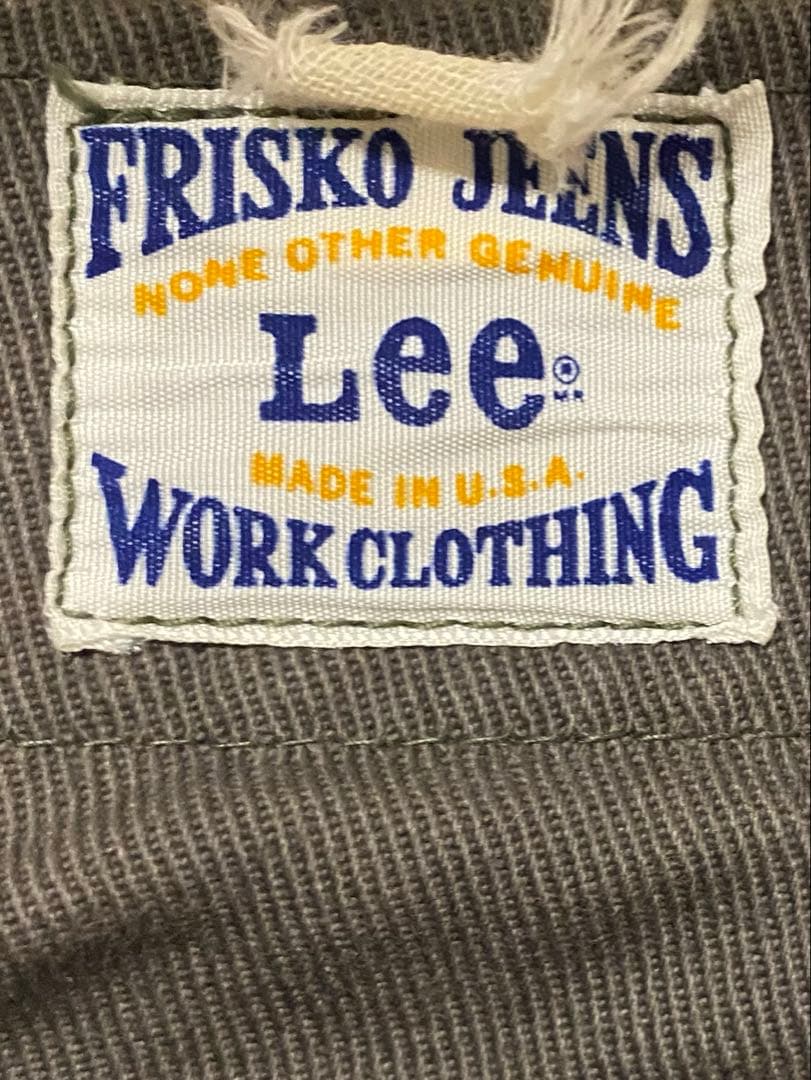 FRISKO JEENS
NONE OTHER GENUINE
Lee®
M.R.
MADE IN U.S.A.
WORK CLOTHING